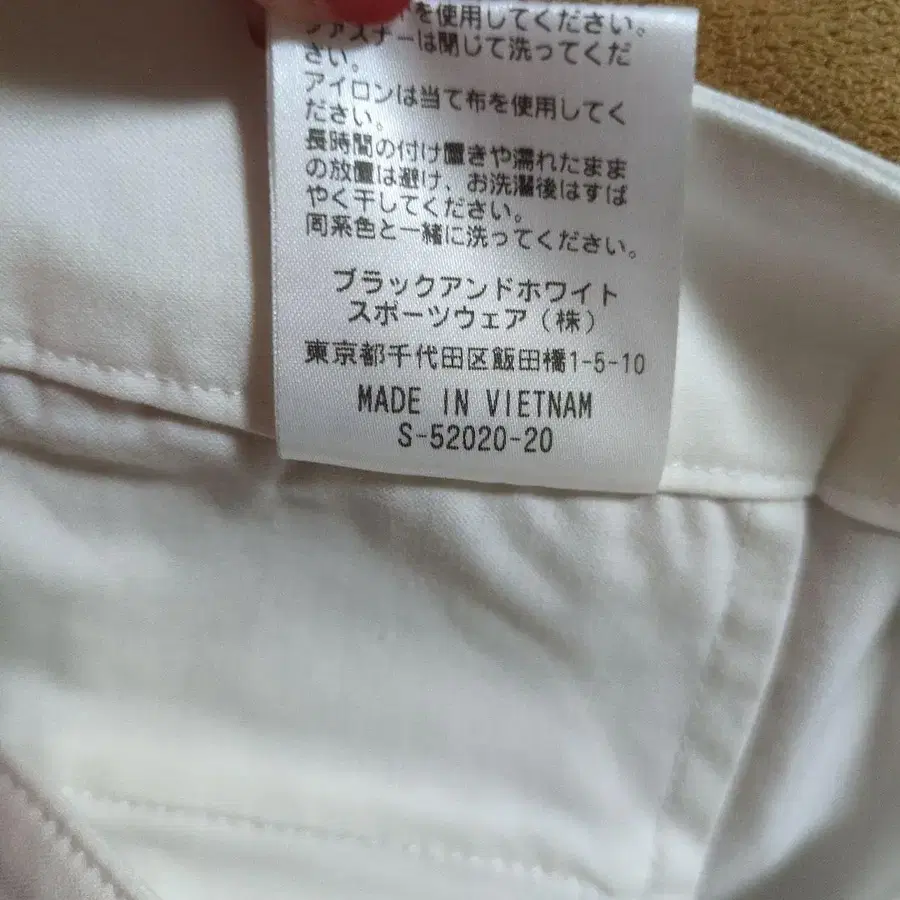 を使用してください。
ファスナーは閉じて洗ってくだ
さい。
アイロンは当て布を使用してく
ださい。
長時間の付け置きや濡れたまま
の放置は避け、お洗濯後はすば
やく干してください。
同系色と一緒に洗ってください。
ブラックアンドホワイト
スポーツウェア（株）
東京都千代田区飯田橋1-5-10
MADE IN VIETNAM
S-52020-20